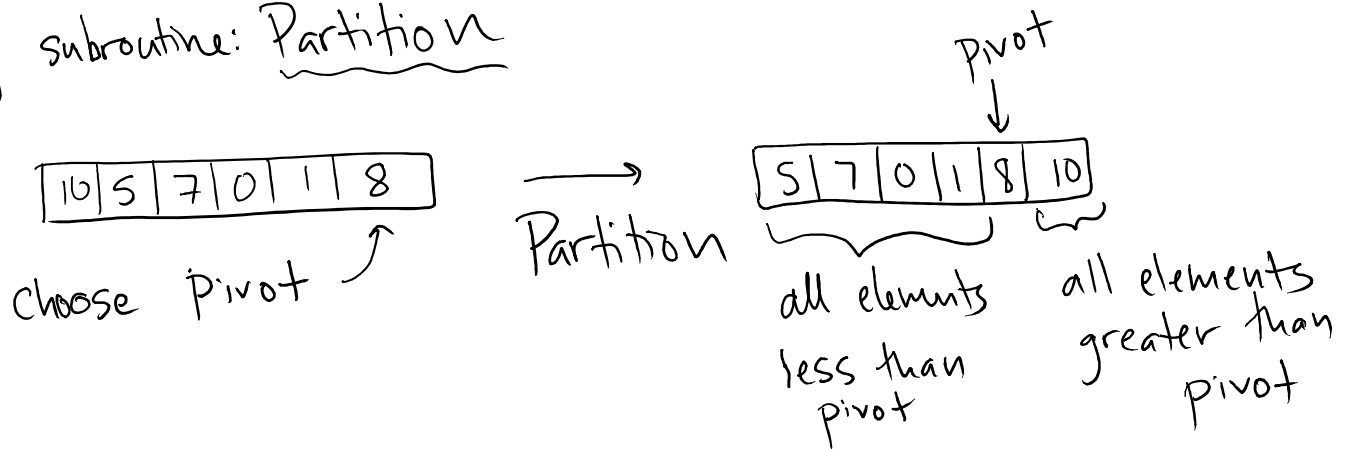 subroutine: Partition
pivot
10 5 7 0 1 8
Partition
5 7 0 1 8 10
choose pivot
all elements
less than
pivot
all elements
greater than
pivot